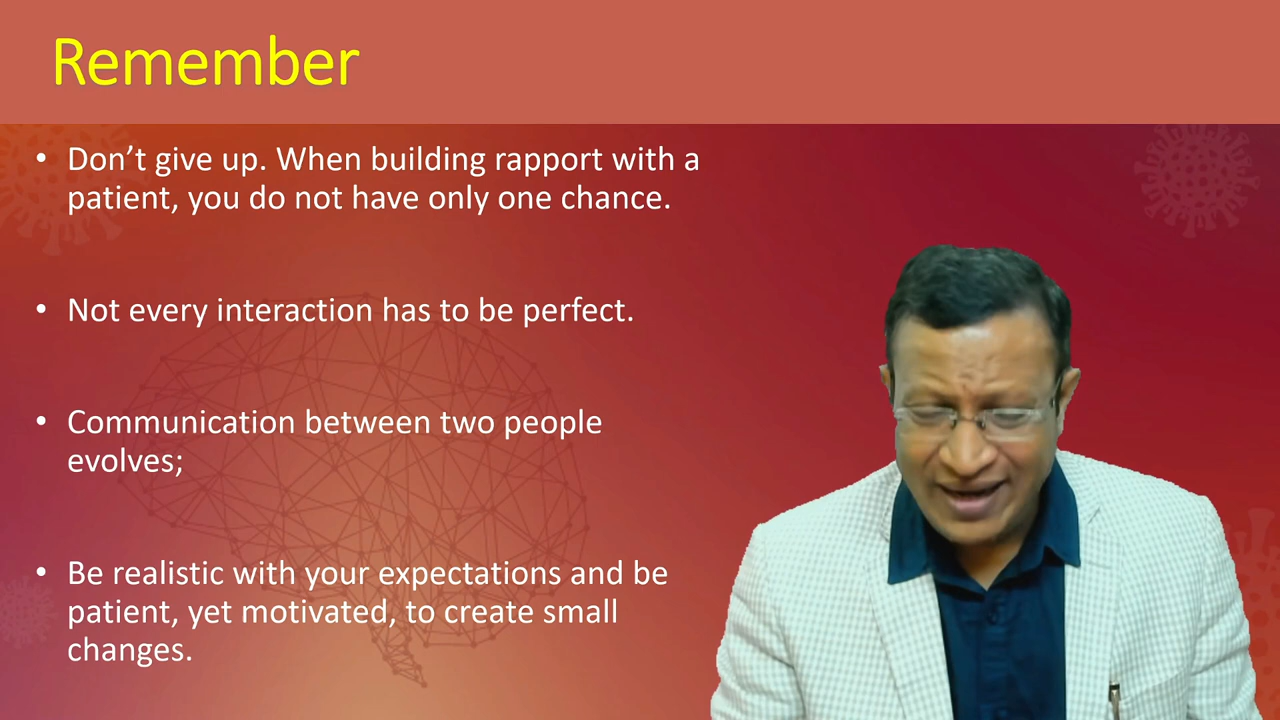 Remember
• Don’t give up. When building rapport with a
patient, you do not have only one chance.
• Not every interaction has to be perfect.
• Communication between two people
evolves;
• Be realistic with your expectations and be
patient, yet motivated, to create small
changes.